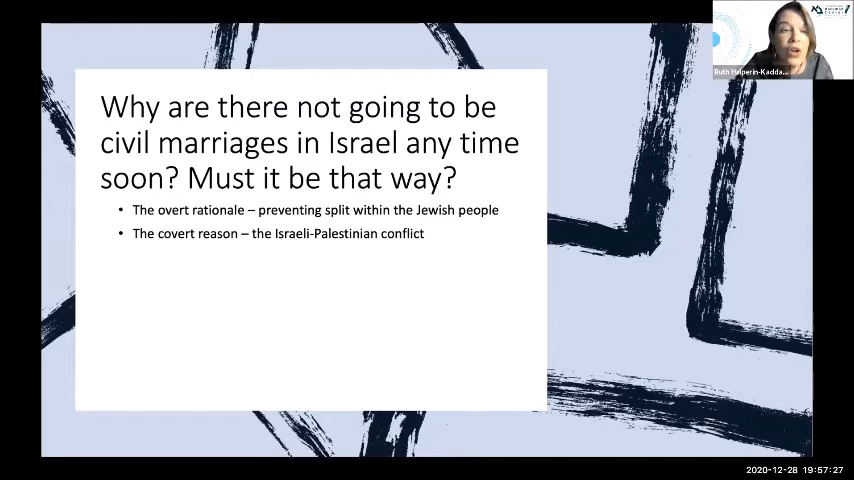 Why are there not going to be
civil marriages in Israel any time
soon? Must it be that way?
• The overt rationale – preventing split within the Jewish people
• The covert reason – the Israeli-Palestinian conflict
Ruth Halperin-Kadda...
2020-12-28 19:57:27